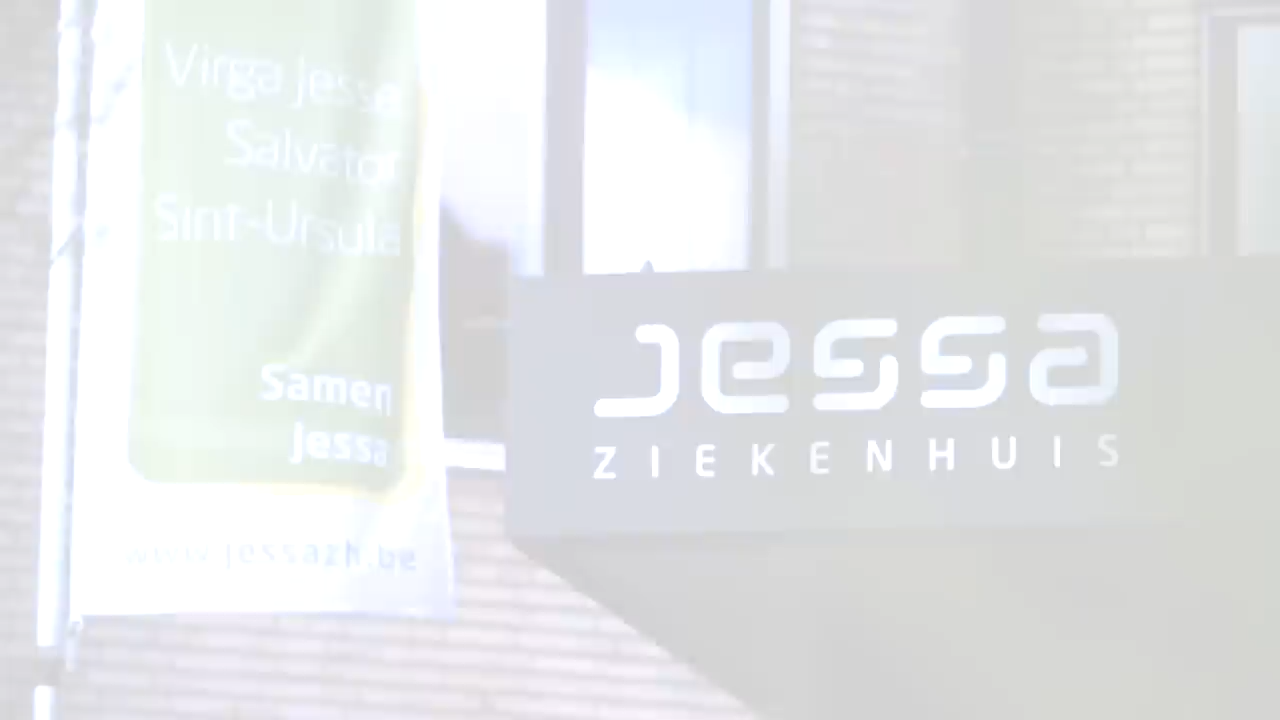 Virga Jesse
Salvator
Sint-Ursula
Samen
Jessa
www.jessazh.be
Jessa
ZIEKENHUIS